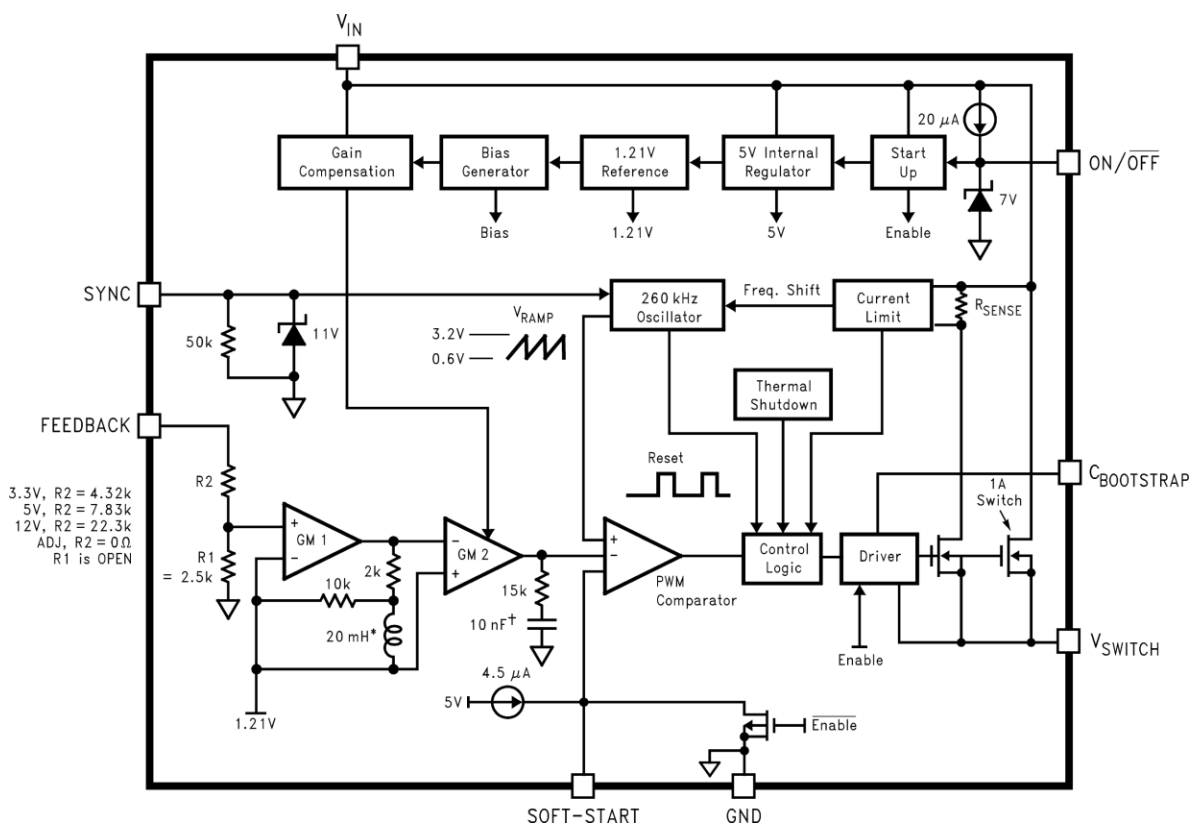 V_IN
20 μA
Gain
Compensation
Bias
Generator
1.21V
Reference
5V Internal
Regulator
Start
Up
ON/O̅F̅F̅
7V
Bias
1.21V
5V
Enable
SYNC
50k
11V
V_RAMP
3.2V
0.6V
260 kHz
Oscillator
Freq. Shift
Current
Limit
R_SENSE
Thermal
Shutdown
FEEDBACK
3.3V, R2 = 4.32k
5V, R2 = 7.83k
12V, R2 = 22.3k
ADJ, R2 = 0Ω
R1 is OPEN
R2
R1
= 2.5k
+
GM 1
−
10k
2k
20 mH*
1.21V
−
GM 2
+
15k
10 nF†
Reset
+
−
PWM
Comparator
Control
Logic
Driver
Enable
1A
Switch
C_BOOTSTRAP
V_SWITCH
4.5 μA
5V
E̅n̅a̅b̅l̅e̅
SOFT-START
GND